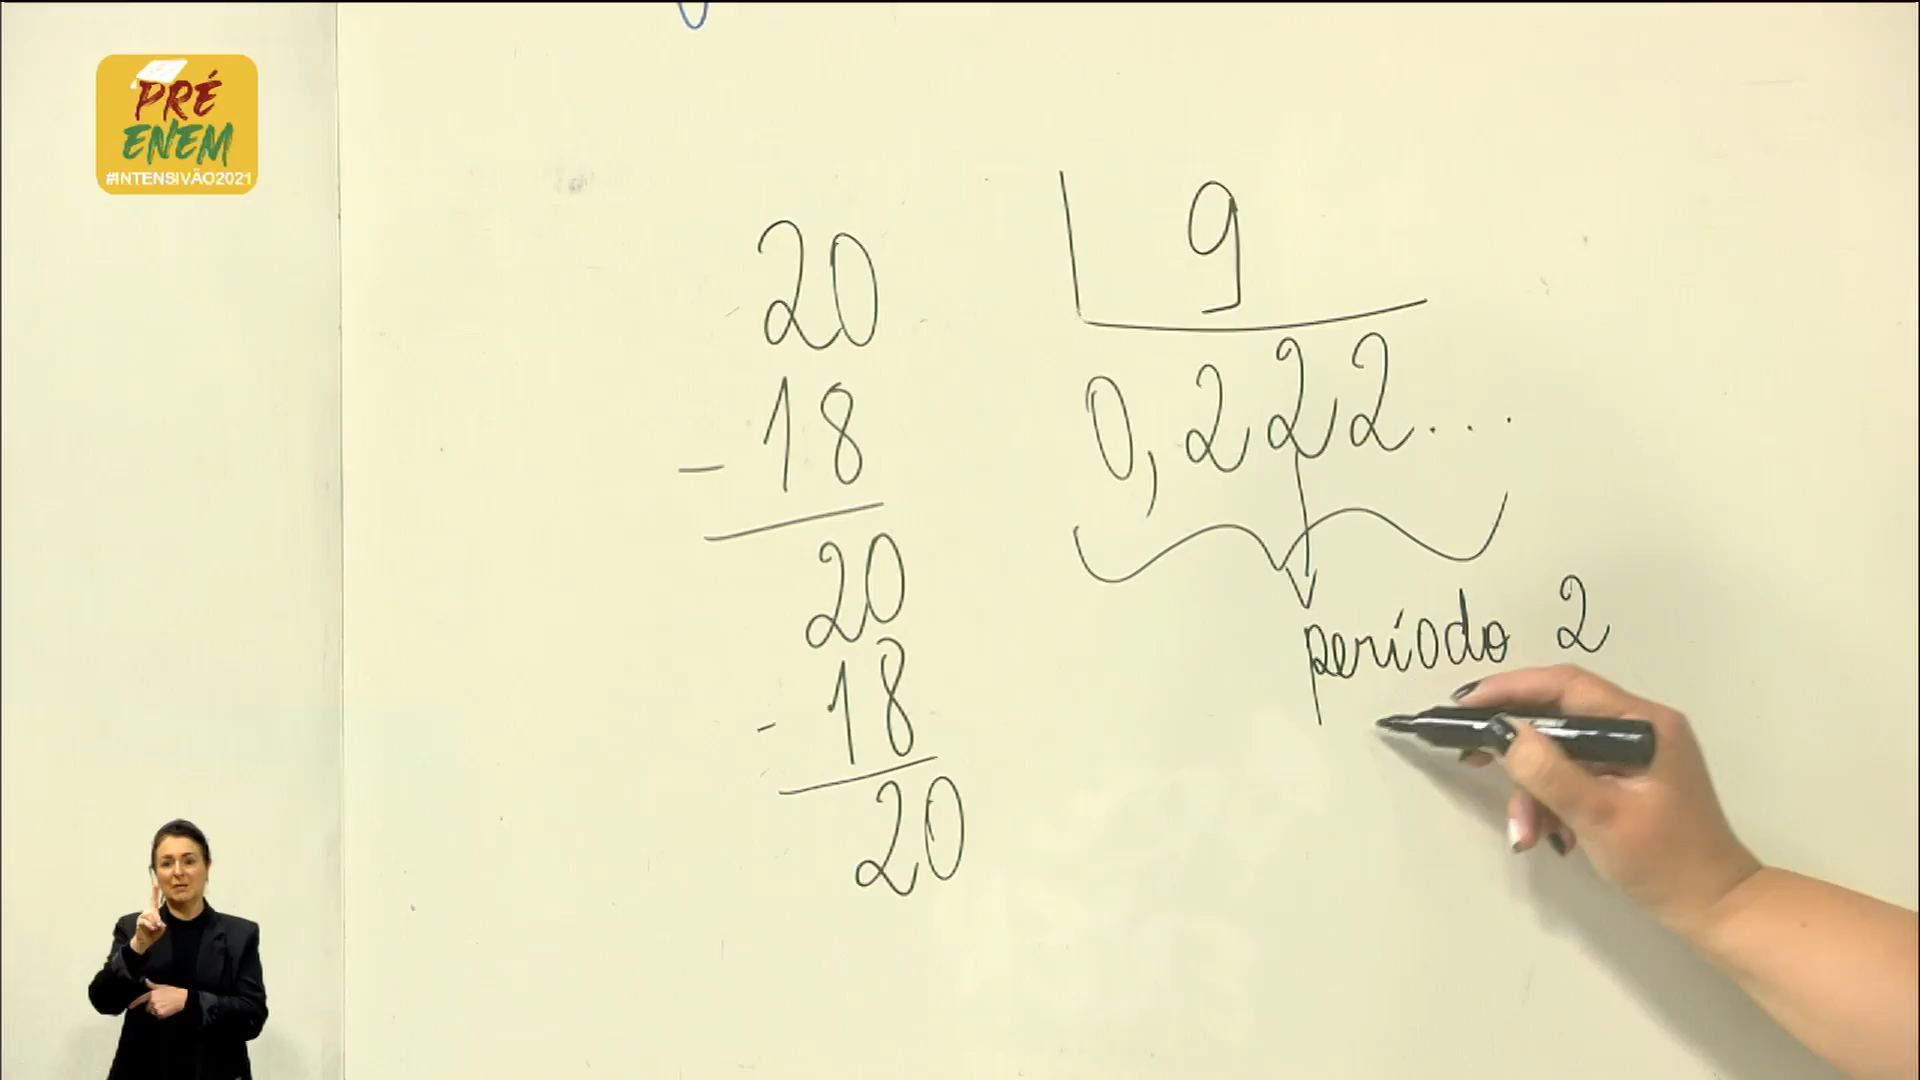 PRÉ
ENEM
#INTENSIVÃO2021
20 9
- 18 0,222...
20 período 2
- 18
20